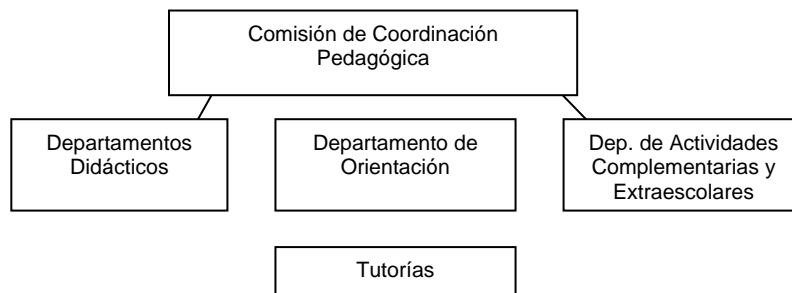 Comisión de Coordinación
Pedagógica
Departamentos
Didácticos
Departamento de
Orientación
Dep. de Actividades
Complementarias y
Extraescolares
Tutorías